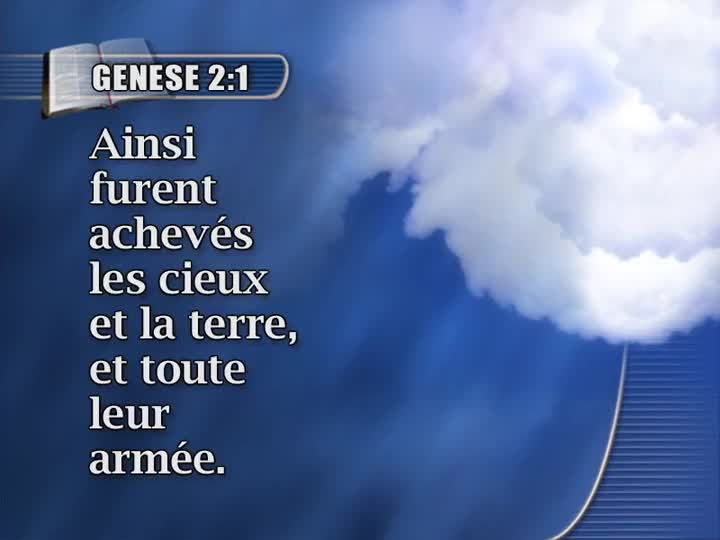 GENESE 2:1
Ainsi
furent
achevés
les cieux
et la terre,
et toute
leur
armée.